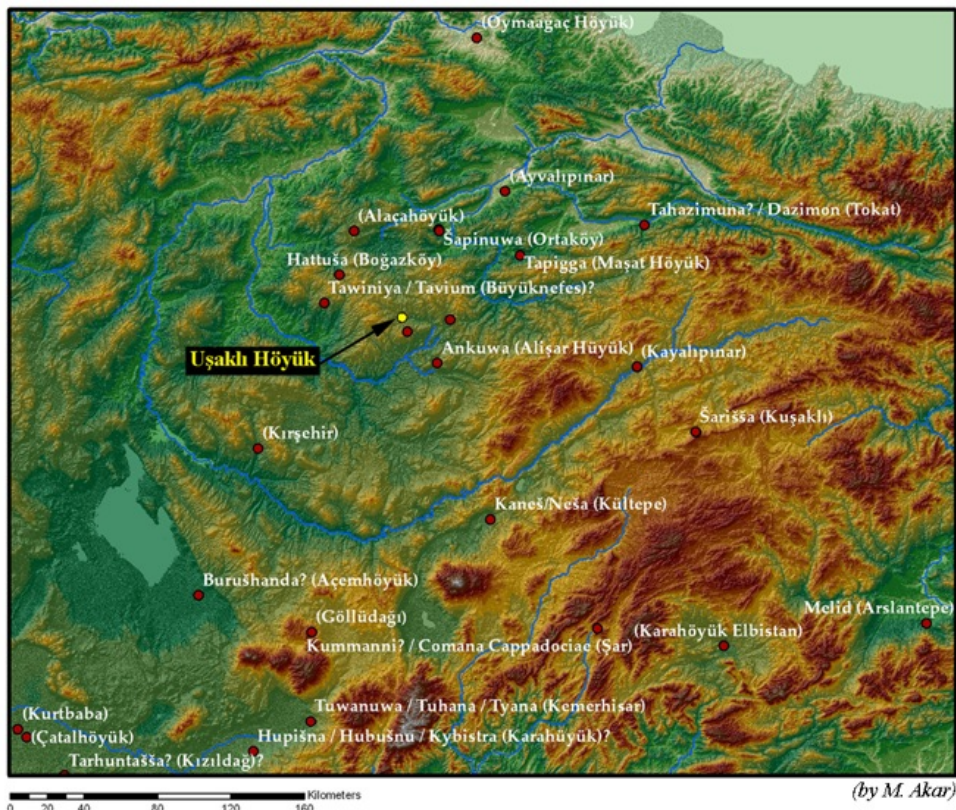 (Oymaağaç Höyük)
(Ayvalıpınar)
(Alaçahöyük)
Tahazimuna? / Dazimon (Tokat)
Šapinuwa (Ortaköy)
Hattuša (Boğazköy)
Tapigga (Maşat Höyük)
Tawiniya / Tavium (Büyüknefes)?
Uşaklı Höyük
Ankuwa (Alişar Hüyük)
(Kayalıpınar)
Šarišša (Kuşaklı)
(Kırşehir)
Kaneš/Neša (Kültepe)
Burušhanda? (Açemhöyük)
Melid (Arslantepe)
(Göllüdağı)
(Karahöyük Elbistan)
Kummanni? / Comana Cappadociae (Şar)
Tuwanuwa / Tuhana / Tyana (Kemerhisar)
(Kurtbaba)
Hupišna / Hubušnu / Kybistra (Karahüyük)?
(Çatalhöyük)
Tarhuntašša? (Kızıldağ)?
Kilometers
0 20 40 80 120 160
(by M. Akar)